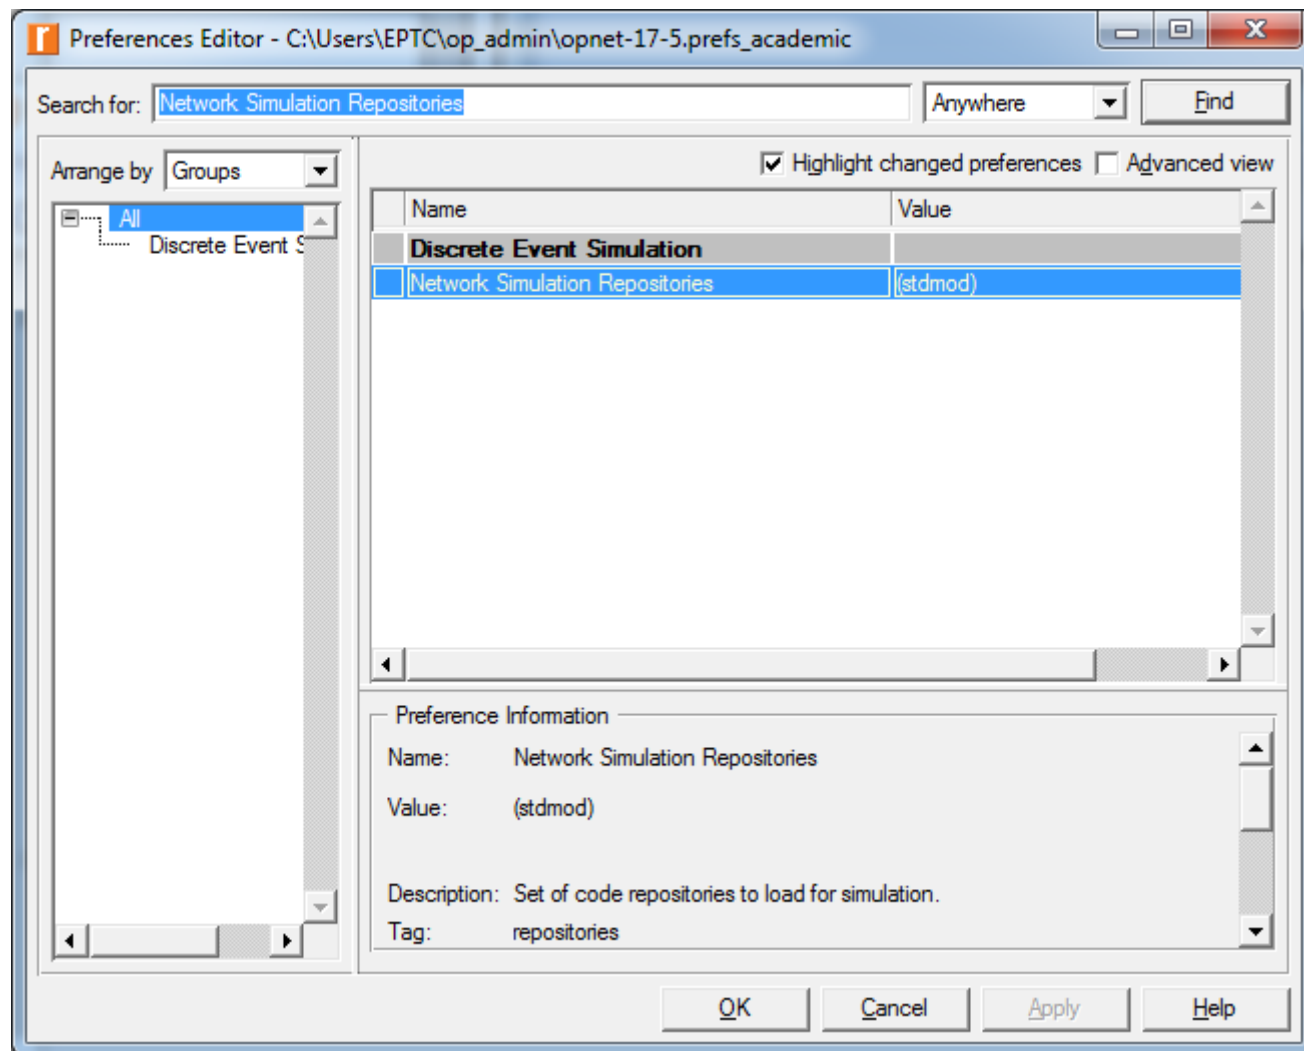 Preferences Editor - C:\Users\EPTC\op_admin\opnet-17-5.prefs_academic
Search for: Network Simulation Repositories Anywhere Find
Arrange by Groups
All
Discrete Event S
Highlight changed preferences Advanced view
Name Value
Discrete Event Simulation
Network Simulation Repositories (stdmod)
Preference Information
Name: Network Simulation Repositories
Value: (stdmod)
Description: Set of code repositories to load for simulation.
Tag: repositories
OK Cancel Apply Help